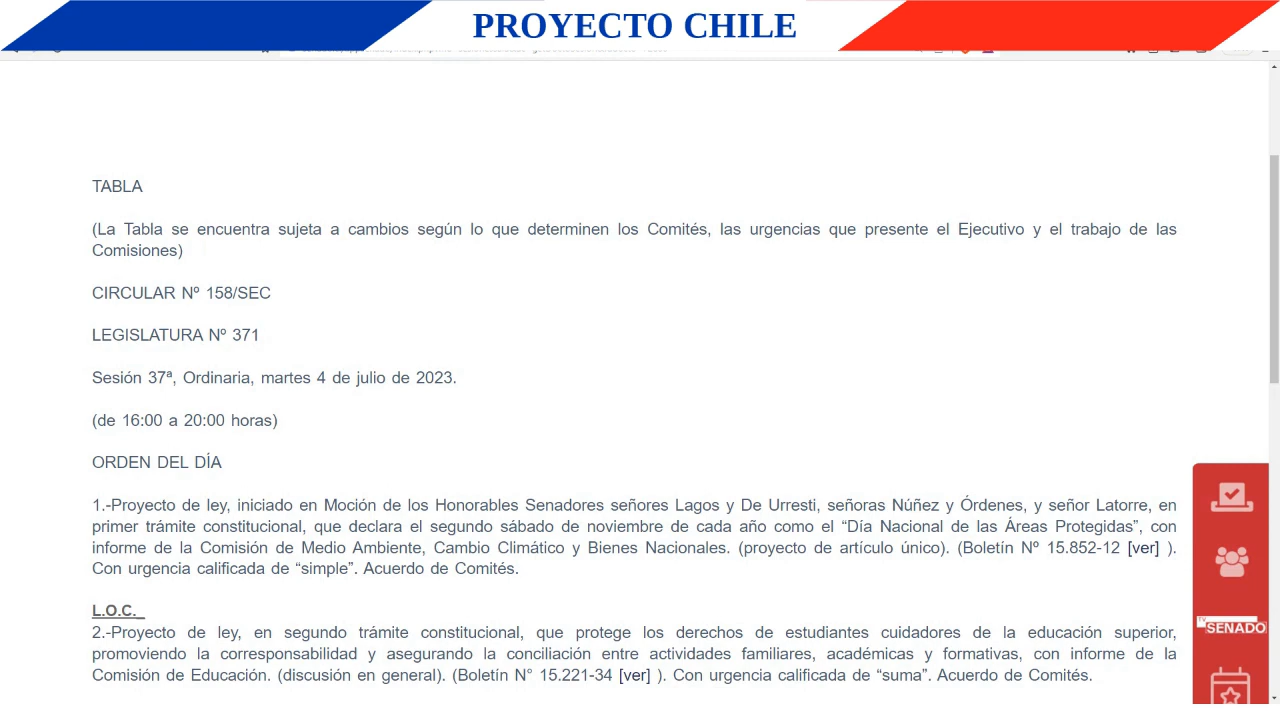 PROYECTO CHILE
TABLA
(La Tabla se encuentra sujeta a cambios según lo que determinen los Comités, las urgencias que presente el Ejecutivo y el trabajo de las
Comisiones)
CIRCULAR Nº 158/SEC
LEGISLATURA Nº 371
Sesión 37ª, Ordinaria, martes 4 de julio de 2023.
(de 16:00 a 20:00 horas)
ORDEN DEL DÍA
1.-Proyecto de ley, iniciado en Moción de los Honorables Senadores señores Lagos y De Urresti, señoras Núñez y Órdenes, y señor Latorre, en
primer trámite constitucional, que declara el segundo sábado de noviembre de cada año como el “Día Nacional de las Áreas Protegidas”, con
informe de la Comisión de Medio Ambiente, Cambio Climático y Bienes Nacionales. (proyecto de artículo único). (Boletín Nº 15.852-12 [ver] ).
Con urgencia calificada de “simple”. Acuerdo de Comités.
L.O.C._
2.-Proyecto de ley, en segundo trámite constitucional, que protege los derechos de estudiantes cuidadores de la educación superior,
promoviendo la corresponsabilidad y asegurando la conciliación entre actividades familiares, académicas y formativas, con informe de la
Comisión de Educación. (discusión en general). (Boletín N° 15.221-34 [ver] ). Con urgencia calificada de “suma”. Acuerdo de Comités.
TV
SENADO